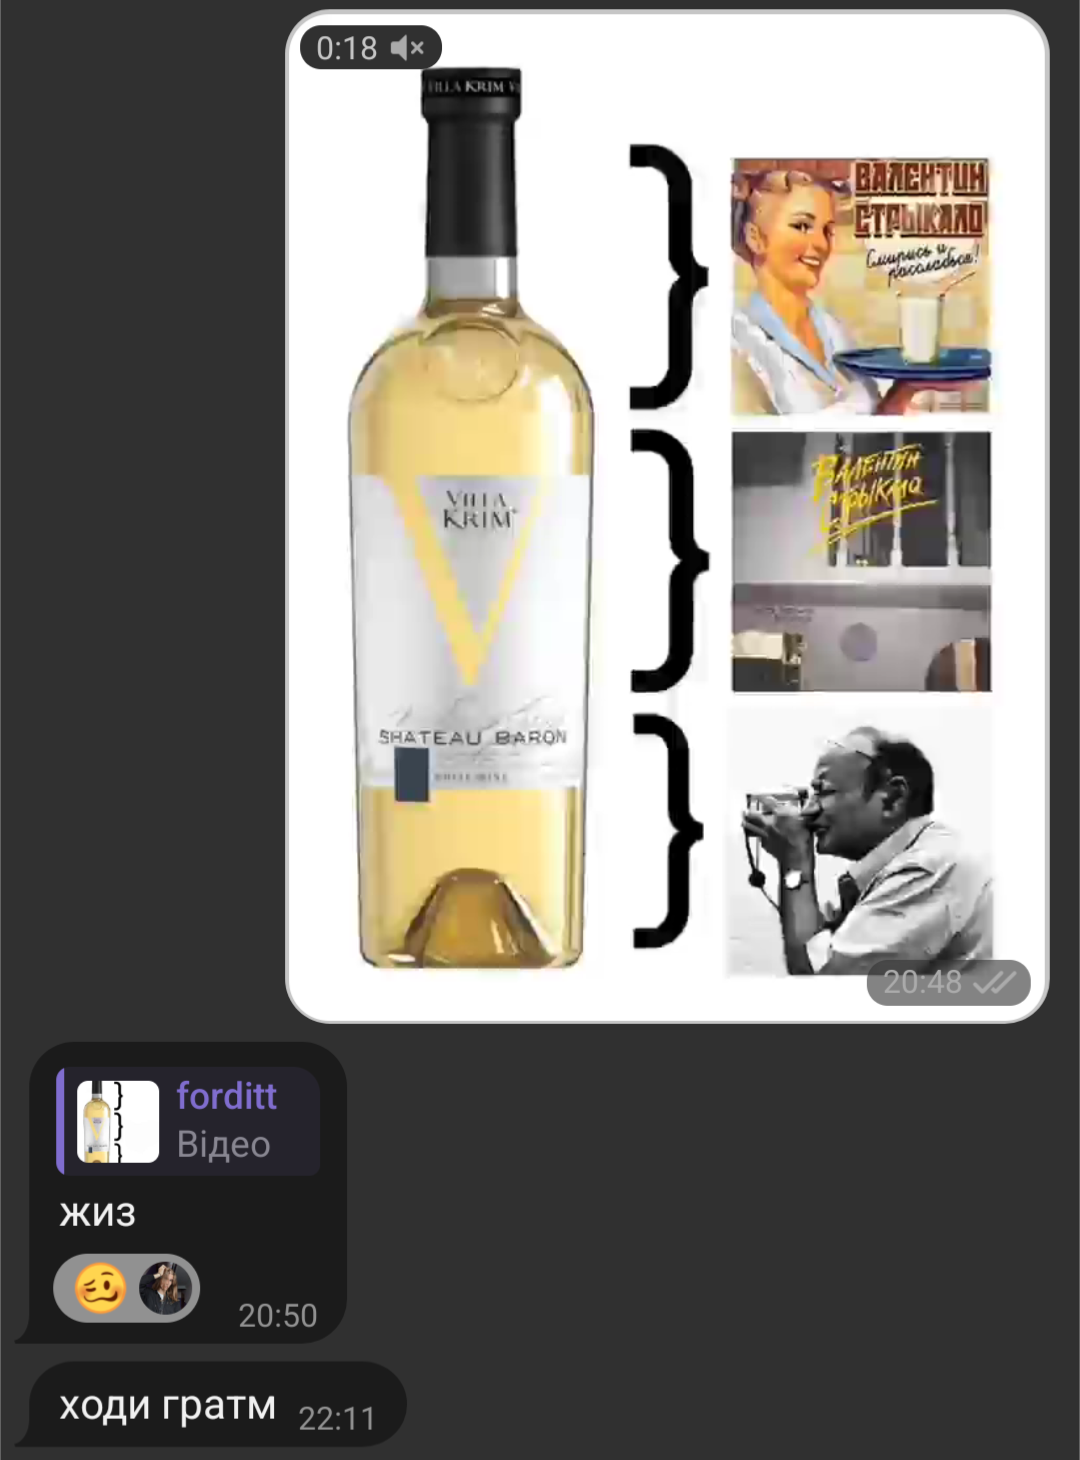 0:18
VILLA KRIM
ВАЛЕНТИН
СТРЫКАЛО
Смирись и
расслабься!
VILLA
KRIM
ВАЛЕНТИН
СТРЫКАЛО
SHATEAU BARON
WHITE WINE
20:48
forditt
Відео
жиз
20:50
ходи гратм
22:11